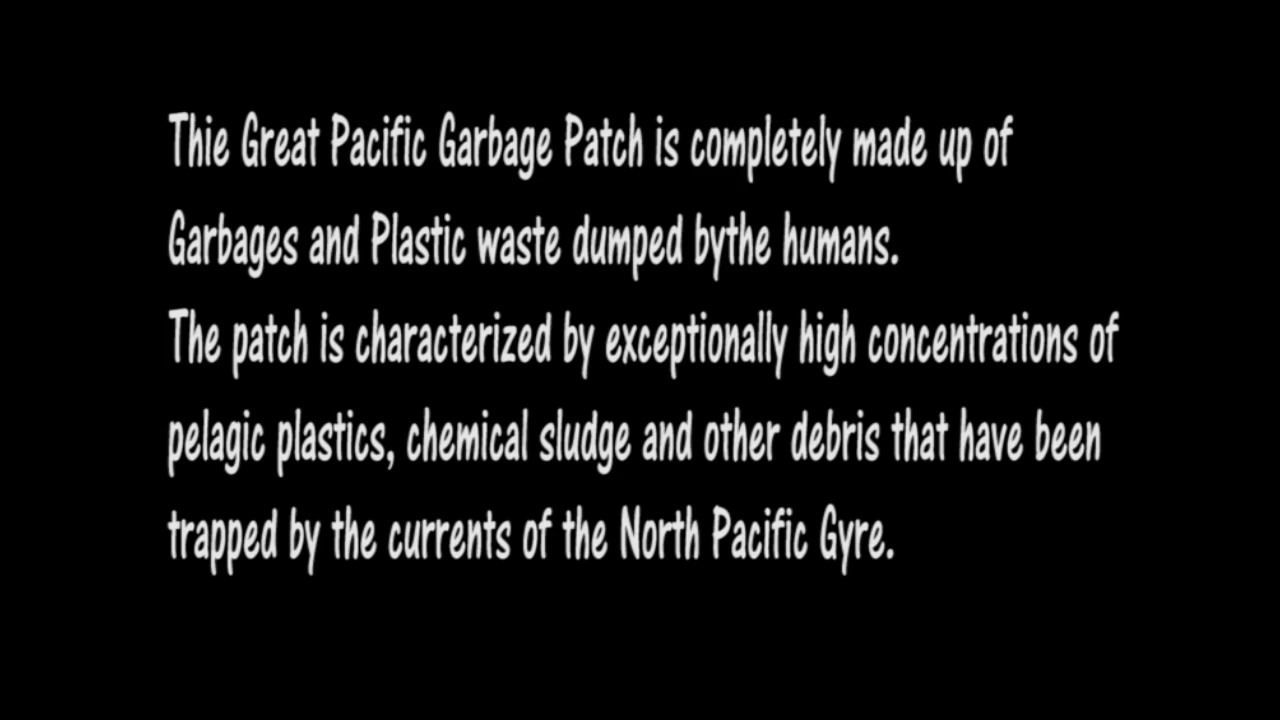 Thie Great Pacific Garbage Patch is completely made up of
Garbages and Plastic waste dumped bythe humans.
The patch is characterized by exceptionally high concentrations of
pelagic plastics, chemical sludge and other debris that have been
trapped by the currents of the North Pacific Gyre.